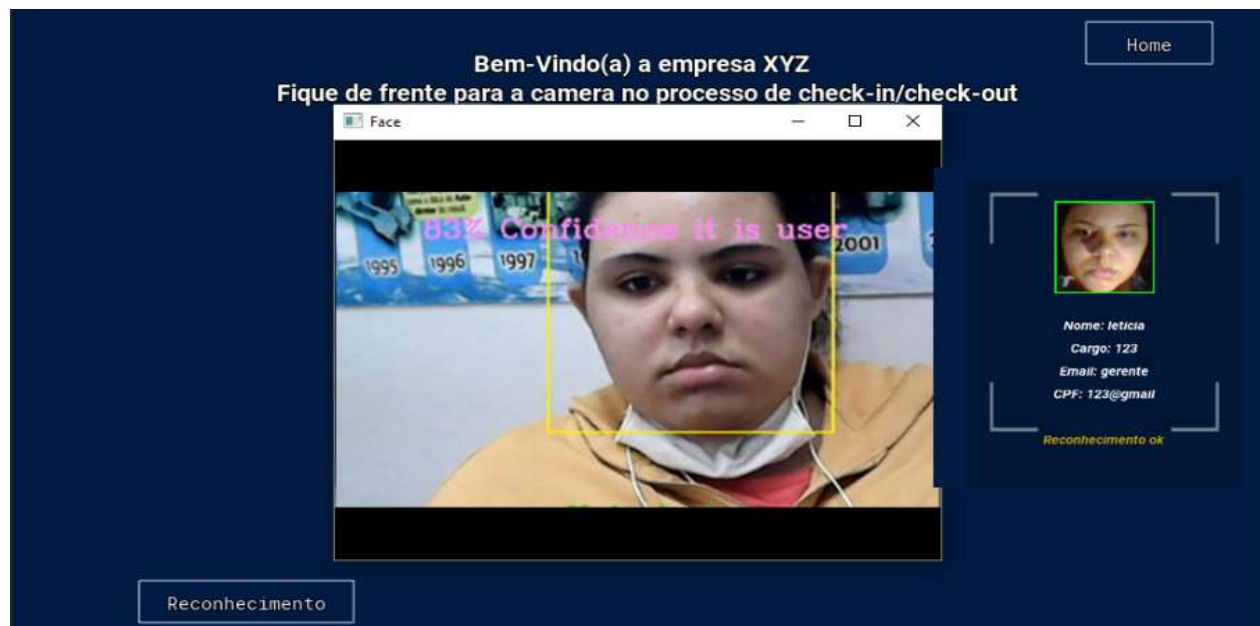 Home
Bem-Vindo(a) a empresa XYZ
Fique de frente para a camera no processo de check-in/check-out
Face
83% Confidence it is user
1995
1996
1997
2001
Nome: leticia
Cargo: 123
Email: gerente
CPF: 123@gmail
Reconhecimento ok
Reconhecimento